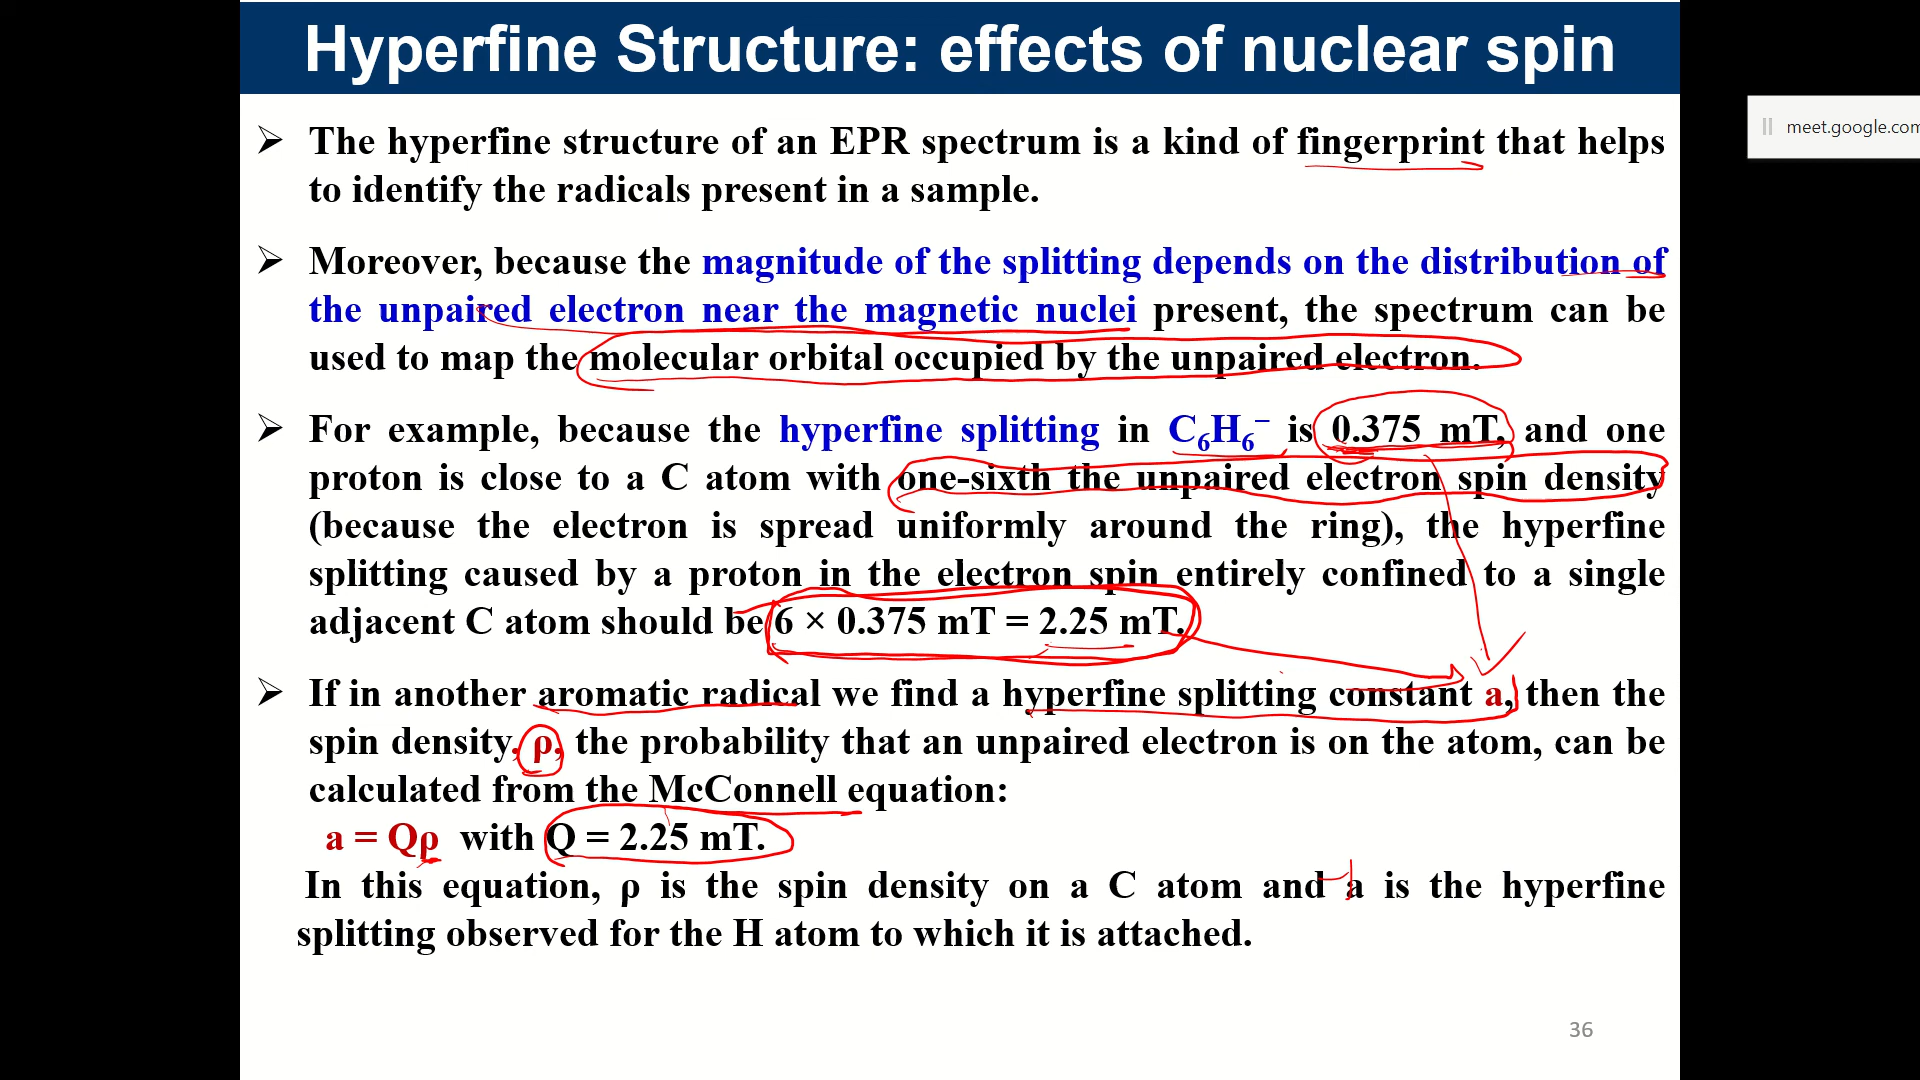 Hyperfine Structure: effects of nuclear spin
meet.google.com
➢ The hyperfine structure of an EPR spectrum is a kind of fingerprint that helps
to identify the radicals present in a sample.
➢ Moreover, because the magnitude of the splitting depends on the distribution of
the unpaired electron near the magnetic nuclei present, the spectrum can be
used to map the molecular orbital occupied by the unpaired electron.
➢ For example, because the hyperfine splitting in C₆H₆⁻ is 0.375 mT, and one
proton is close to a C atom with one-sixth the unpaired electron spin density
(because the electron is spread uniformly around the ring), the hyperfine
splitting caused by a proton in the electron spin entirely confined to a single
adjacent C atom should be 6 × 0.375 mT = 2.25 mT.
➢ If in another aromatic radical we find a hyperfine splitting constant a, then the
spin density, ρ, the probability that an unpaired electron is on the atom, can be
calculated from the McConnell equation:
a = Qρ with Q = 2.25 mT.
In this equation, ρ is the spin density on a C atom and a is the hyperfine
splitting observed for the H atom to which it is attached.
36